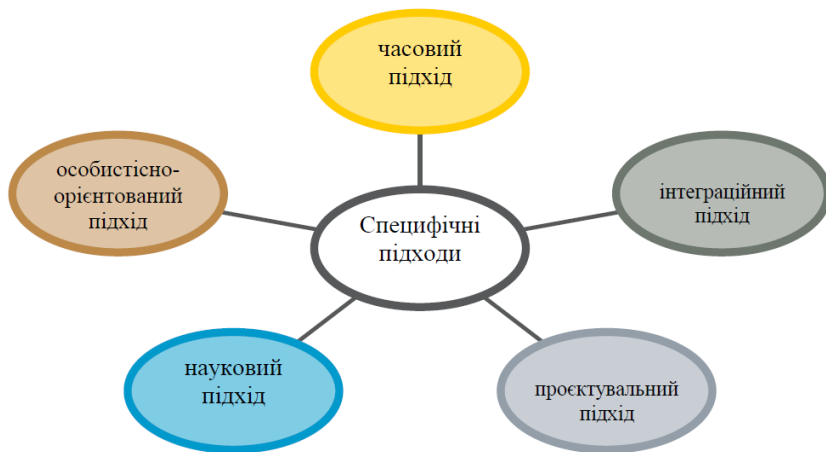 часовий
підхід
особистісно-
орієнтований
підхід
інтеграційний
підхід
Специфічні
підходи
науковий
підхід
проєктувальний
підхід